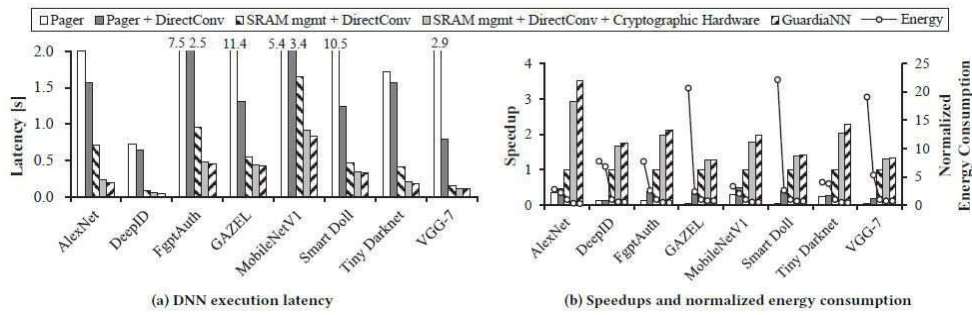 Pager Pager + DirectConv SRAM mgmt + DirectConv SRAM mgmt + DirectConv + Cryptographic Hardware GuardiaNN Energy
7.5 2.5 11.4 5.4 3.4 10.5 2.9
2.0
1.5
1.0
0.5
0.0
Latency [s]
AlexNet
DeepID
FgptAuth
GAZEL
MobileNetV1
Smart Doll
Tiny Darknet
VGG-7
(a) DNN execution latency
4
3
2
1
0
Speedup
25
20
15
10
5
0
Normalized
Energy Consumption
AlexNet
DeepID
FgptAuth
GAZEL
MobileNetV1
Smart Doll
Tiny Darknet
VGG-7
(b) Speedups and normalized energy consumption